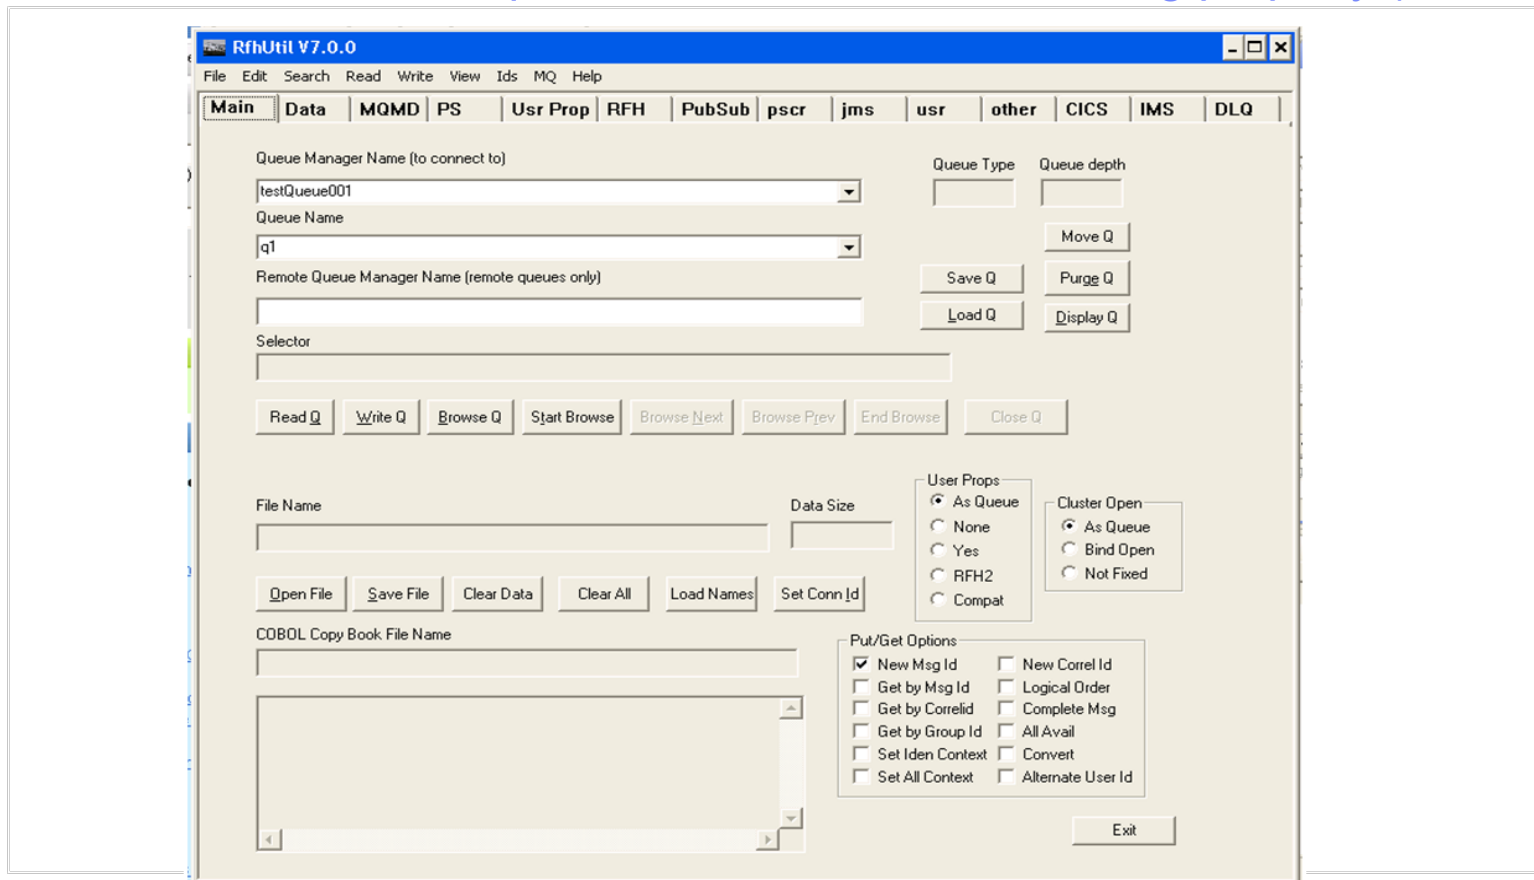 RfhUtil V7.0.0
File Edit Search Read Write View Ids MQ Help
Main Data MQMD PS Usr Prop RFH PubSub pscr jms usr other CICS IMS DLQ
Queue Manager Name (to connect to)
Queue Type Queue depth
testQueue001
Queue Name
Move Q
q1
Remote Queue Manager Name (remote queues only)
Save Q Purge Q
Load Q Display Q
Selector
Read Q Write Q Browse Q Start Browse Browse Next Browse Prev End Browse Close Q
User Props
File Name Data Size As Queue Cluster Open
None As Queue
Yes Bind Open
RFH2 Not Fixed
Open File Save File Clear Data Clear All Load Names Set Conn Id Compat
COBOL Copy Book File Name
Put/Get Options
New Msg Id New Correl Id
Get by Msg Id Logical Order
Get by Correlid Complete Msg
Get by Group Id All Avail
Set Iden Context Convert
Set All Context Alternate User Id
Exit